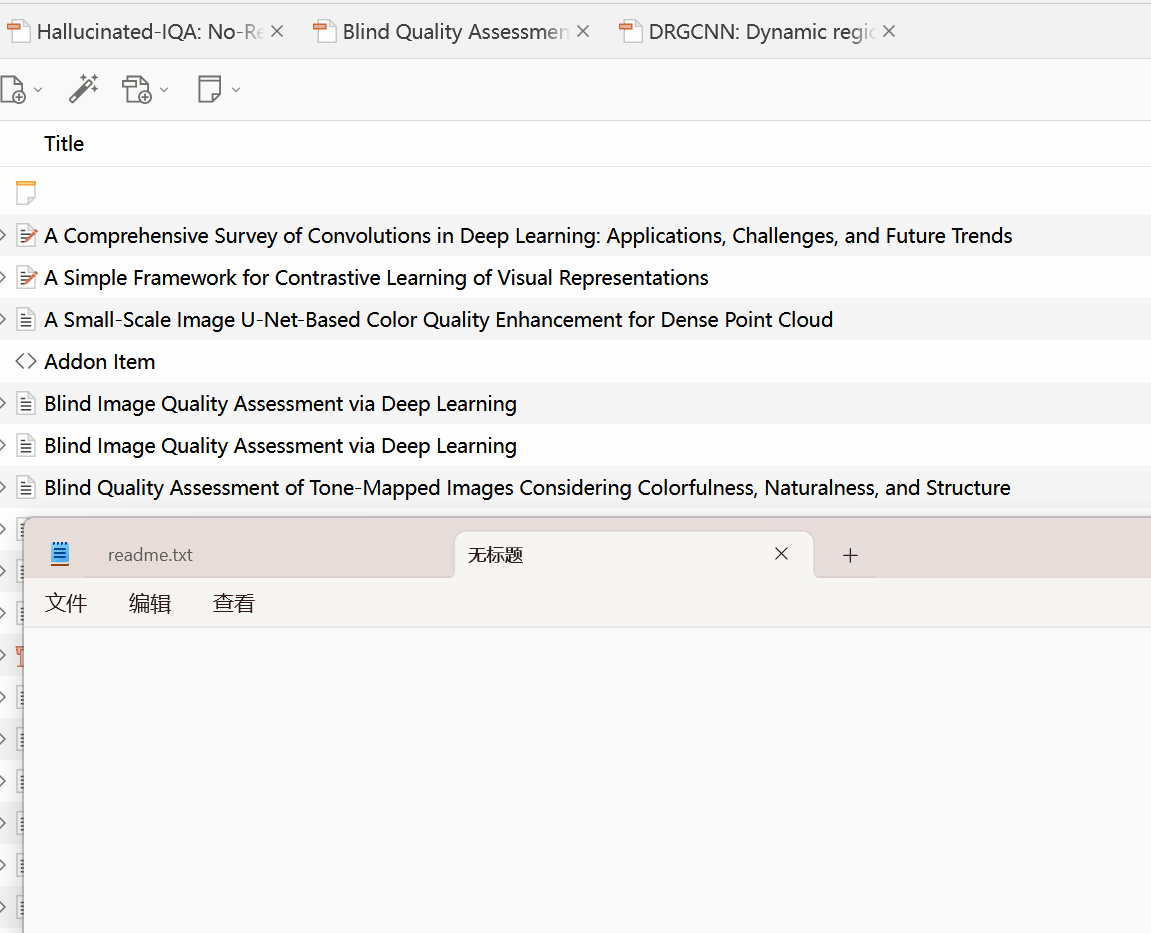 Hallucinated-IQA: No-Re
Blind Quality Assessmen
DRGCNN: Dynamic regic
Title
A Comprehensive Survey of Convolutions in Deep Learning: Applications, Challenges, and Future Trends
A Simple Framework for Contrastive Learning of Visual Representations
A Small-Scale Image U-Net-Based Color Quality Enhancement for Dense Point Cloud
Addon Item
Blind Image Quality Assessment via Deep Learning
Blind Image Quality Assessment via Deep Learning
Blind Quality Assessment of Tone-Mapped Images Considering Colorfulness, Naturalness, and Structure
readme.txt
无标题
文件 编辑 查看